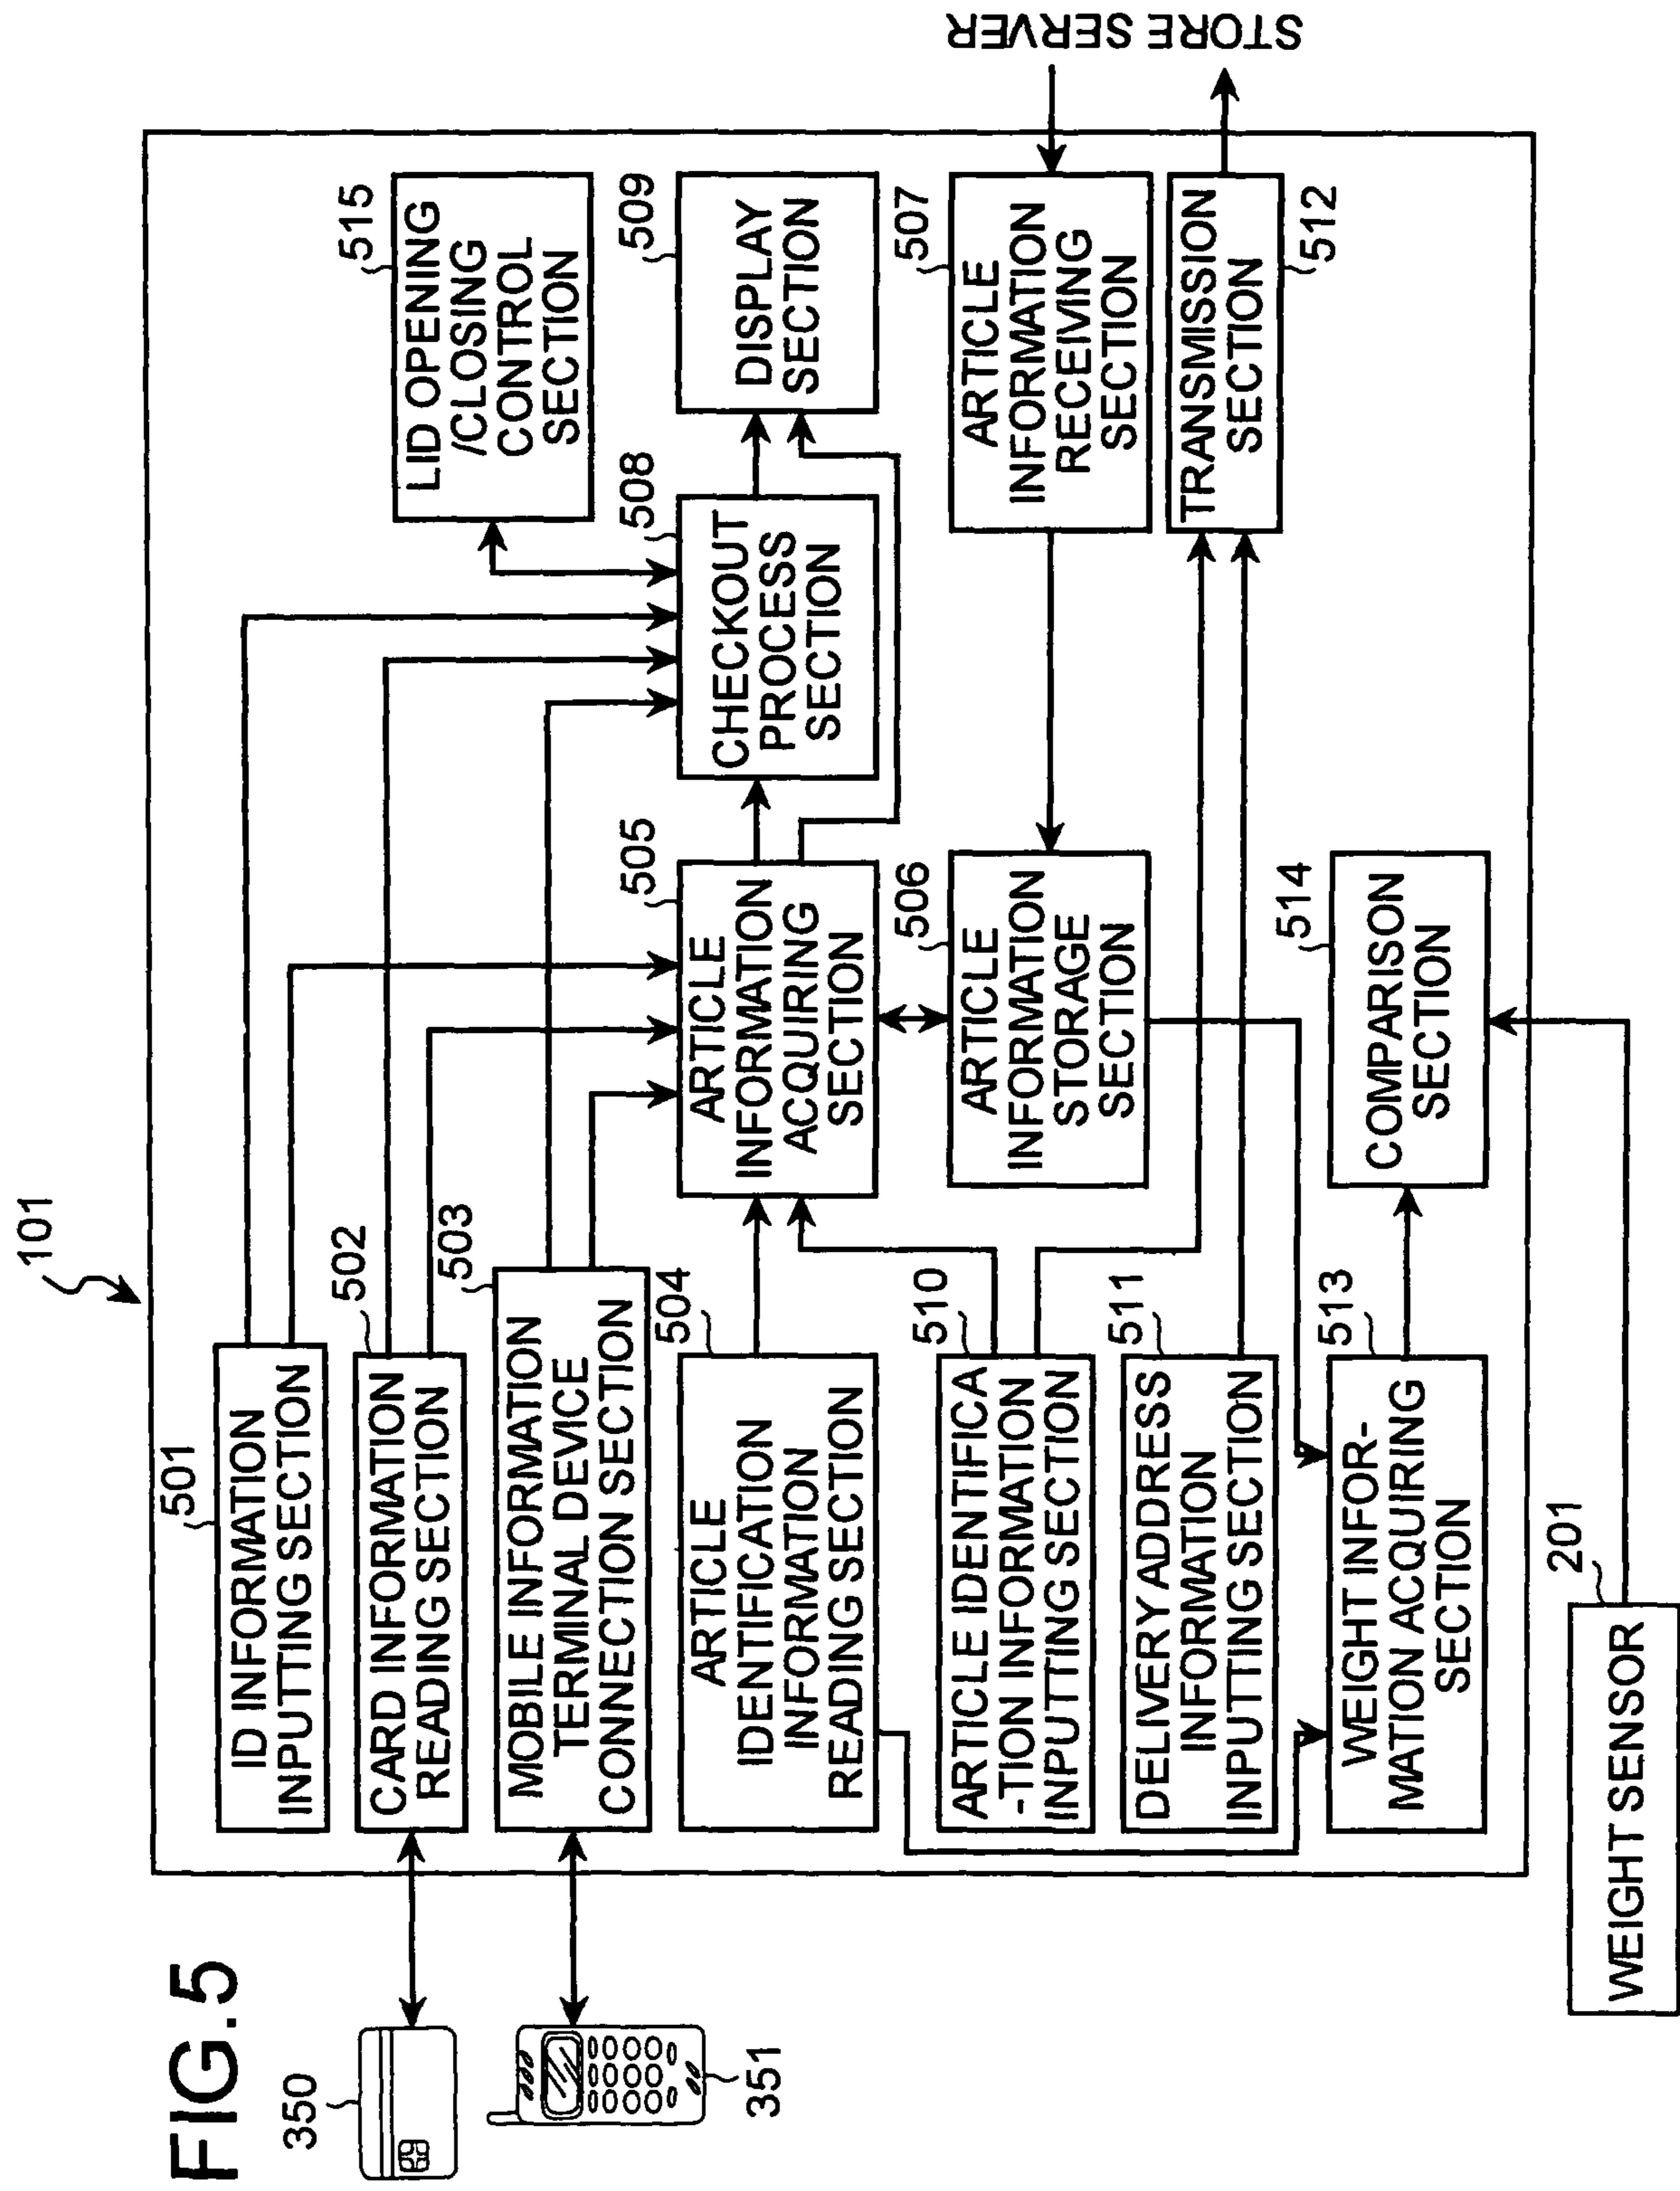 FIG.5
101
350
351
501
ID INFORMATION
INPUTTING SECTION
502
CARD INFORMATION
READING SECTION
503
MOBILE INFORMATION
TERMINAL DEVICE
CONNECTION SECTION
504
ARTICLE
IDENTIFICATION
INFORMATION
READING SECTION
510
ARTICLE IDENTIFICA
-TION INFORMATION
INPUTTING SECTION
511
DELIVERY ADDRESS
INFORMATION
INPUTTING SECTION
513
WEIGHT INFOR-
MATION ACQUIRING
SECTION
201
WEIGHT SENSOR
505
ARTICLE
INFORMATION
ACQUIRING
SECTION
506
ARTICLE
INFORMATION
STORAGE
SECTION
514
COMPARISON
SECTION
508
CHECKOUT
PROCESS
SECTION
515
LID OPENING
/CLOSING
CONTROL
SECTION
509
DISPLAY
SECTION
507
ARTICLE
INFORMATION
RECEIVING
SECTION
TRANSMISSION
SECTION
512
STORE SERVER